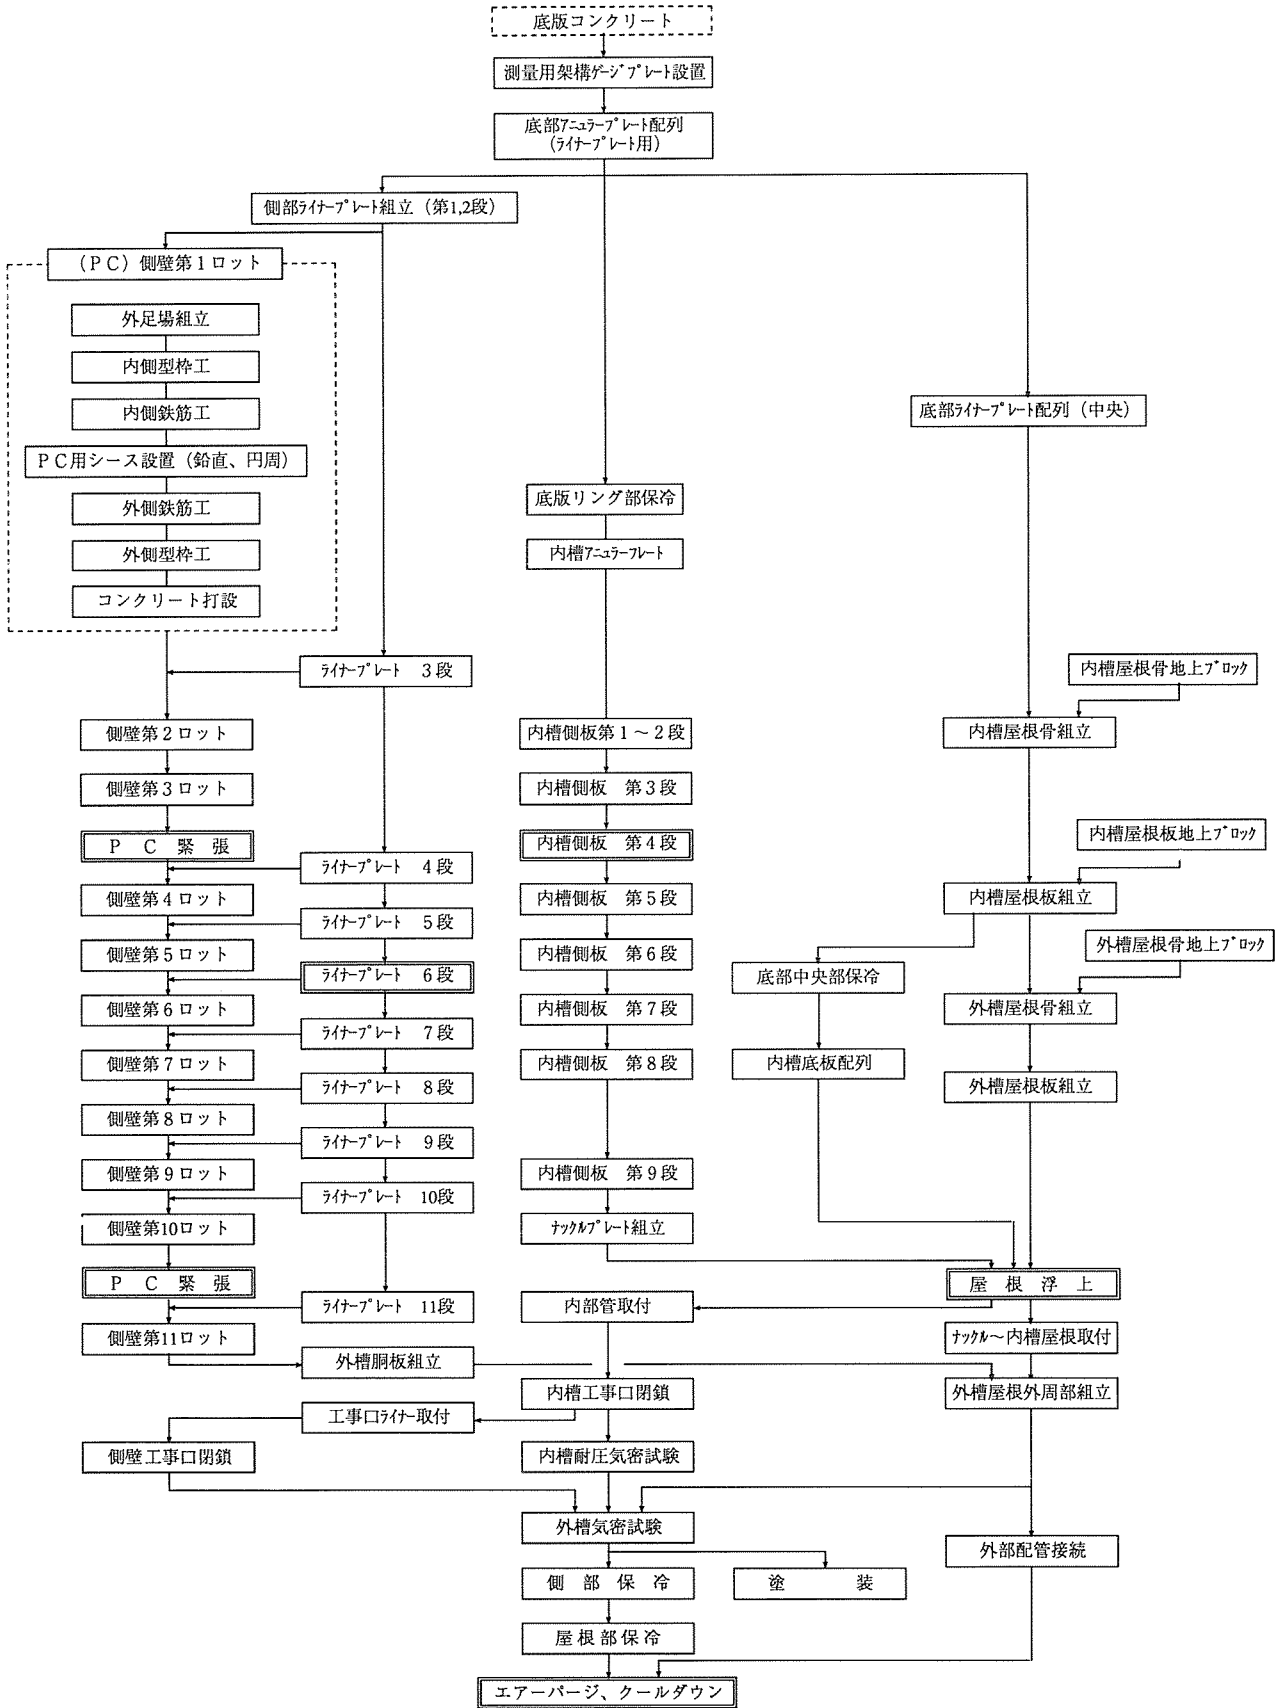 底版コンクリート
測量用架構ゲージプレート設置
底部アニュラープレート配列
(ライナープレート用)
側部ライナープレート組立（第1,2段）
（ＰＣ）側壁第１ロット
外足場組立
内側型枠工
内側鉄筋工
ＰＣ用シース設置（鉛直、円周）
外側鉄筋工
外側型枠工
コンクリート打設
底部ライナープレート配列（中央）
底版リング部保冷
内槽アニュラーフレート
ライナープレート　３段
内槽屋根骨地上ブロック
側壁第２ロット
内槽側板第１～２段
内槽屋根骨組立
側壁第３ロット
内槽側板　第３段
ＰＣ緊張
内槽側板　第４段
内槽屋根板地上ブロック
ライナープレート　４段
側壁第４ロット
内槽側板　第５段
内槽屋根板組立
ライナープレート　５段
側壁第５ロット
内槽側板　第６段
外槽屋根骨地上ブロック
ライナープレート　６段
底部中央部保冷
側壁第６ロット
内槽側板　第７段
外槽屋根骨組立
ライナープレート　７段
側壁第７ロット
内槽側板　第８段
内槽底板配列
ライナープレート　８段
外槽屋根板組立
側壁第８ロット
ライナープレート　９段
側壁第９ロット
内槽側板　第９段
ライナープレート　10段
側壁第10ロット
ナックルプレート組立
ＰＣ緊張
屋根浮上
ライナープレート　11段
内部管取付
側壁第11ロット
ナックル～内槽屋根取付
外槽胴板組立
内槽工事口閉鎖
外槽屋根外周部組立
工事口ライナー取付
側壁工事口閉鎖
内槽耐圧気密試験
外槽気密試験
外部配管接続
側部保冷
塗装
屋根部保冷
エアーパージ、クールダウン